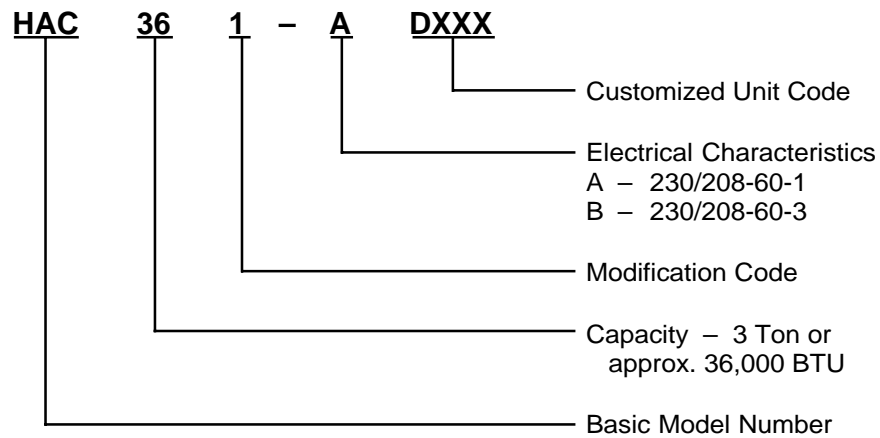 HAC 36 1 – A DXXX
Customized Unit Code
Electrical Characteristics
A – 230/208-60-1
B – 230/208-60-3
Modification Code
Capacity – 3 Ton or
approx. 36,000 BTU
Basic Model Number